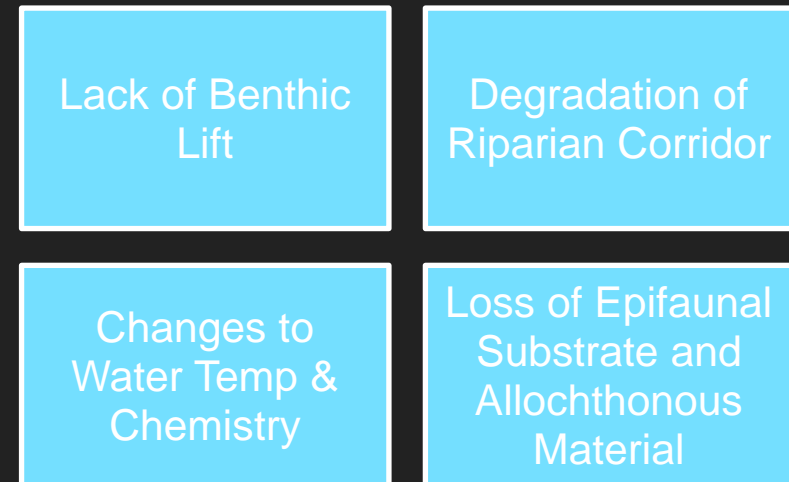 Lack of Benthic
Lift
Degradation of
Riparian Corridor
Changes to
Water Temp &
Chemistry
Loss of Epifaunal
Substrate and
Allochthonous
Material